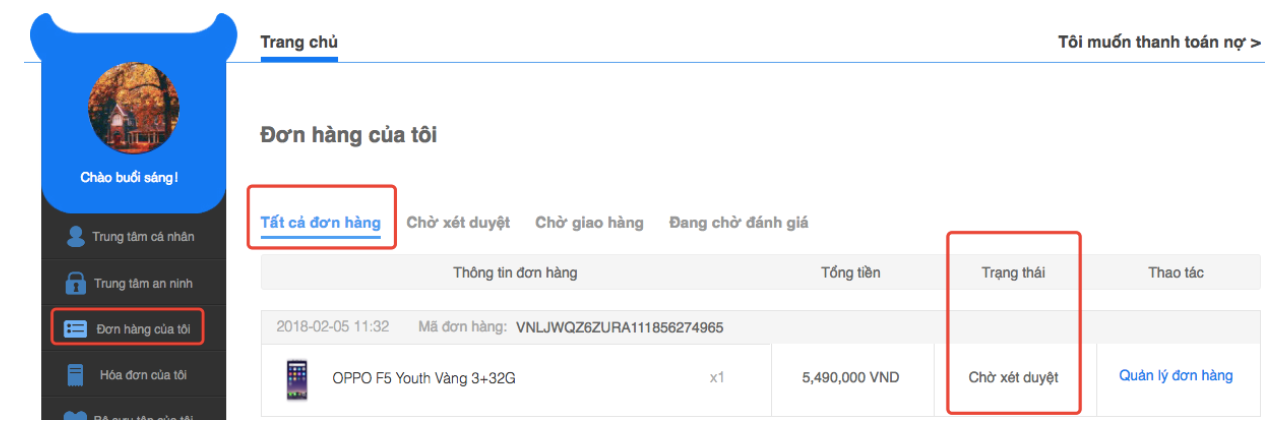 Trang chủ
Tôi muốn thanh toán nợ >
Chào buổi sáng!
Đơn hàng của tôi
Tất cả đơn hàng Chờ xét duyệt Chờ giao hàng Đang chờ đánh giá
Trung tâm cá nhân
Trung tâm an ninh
Đơn hàng của tôi
Hóa đơn của tôi
Thông tin đơn hàng Tổng tiền Trạng thái Thao tác
2018-02-05 11:32 Mã đơn hàng: VNLJWQZ6ZURA111856274965
OPPO F5 Youth Vàng 3+32G x1 5,490,000 VND Chờ xét duyệt Quản lý đơn hàng